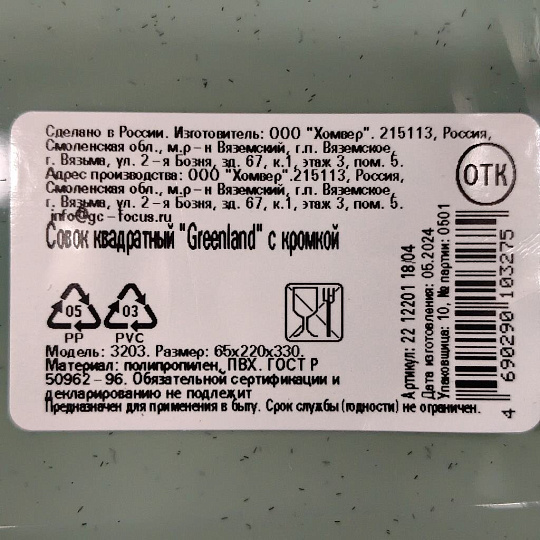 Сделано в России. Изготовитель: ООО "Хомвер". 215113, Россия,
Смоленская обл., м.р-н Вяземский, г.п. Вяземское,
г. Вязьма, ул. 2-я Бозня, зд. 67, к.1, этаж 3, пом. 5.
Адрес производства: ООО "Хомвер".215113, Россия,
Смоленская обл., м.р-н Вяземский, г.п. Вяземское,
г. Вязьма, ул. 2-я Бозня, зд. 67, к.1, этаж 3, пом. 5.
info@gc-focus.ru
Совок квадратный "Greenland" с кромкой
ОТК
05 03
PP PVC
Модель: 3203. Размер: 65х220х330.
Материал: полипропилен, ПВХ. ГОСТ Р
50962-96. Обязательной сертификации и
декларированию не подлежит
Предназначен для применения в быту. Срок службы (годности) не ограничен.
Артикул: 22 12201 18/04
Дата изготовления: 05.2024
Упаковщица: 10, № партии: 0501
4 690290 103275